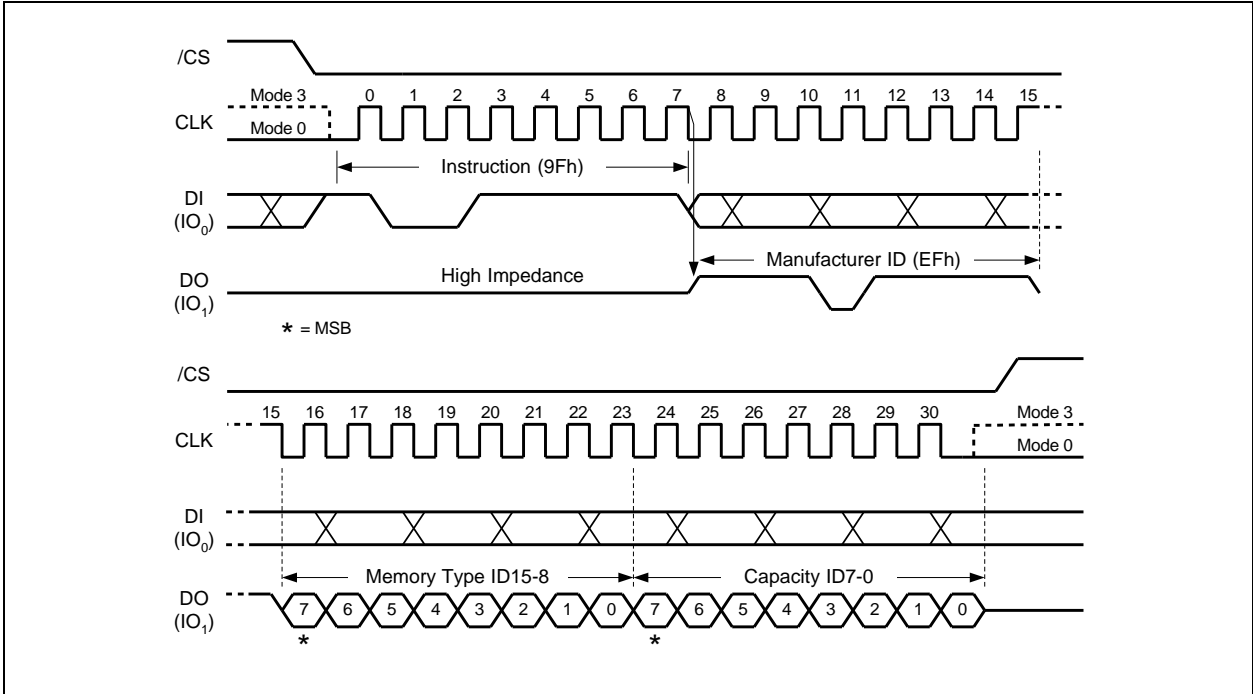 /CS
Mode 3 0 1 2 3 4 5 6 7 8 9 10 11 12 13 14 15
CLK
Mode 0
Instruction (9Fh)
DI
(IO0)
Manufacturer ID (EFh)
High Impedance
DO
(IO1)
* = MSB
/CS
15 16 17 18 19 20 21 22 23 24 25 26 27 28 29 30 Mode 3
CLK
Mode 0
DI
(IO0)
Memory Type ID15-8 Capacity ID7-0
DO
(IO1)
7 6 5 4 3 2 1 0 7 6 5 4 3 2 1 0
* *